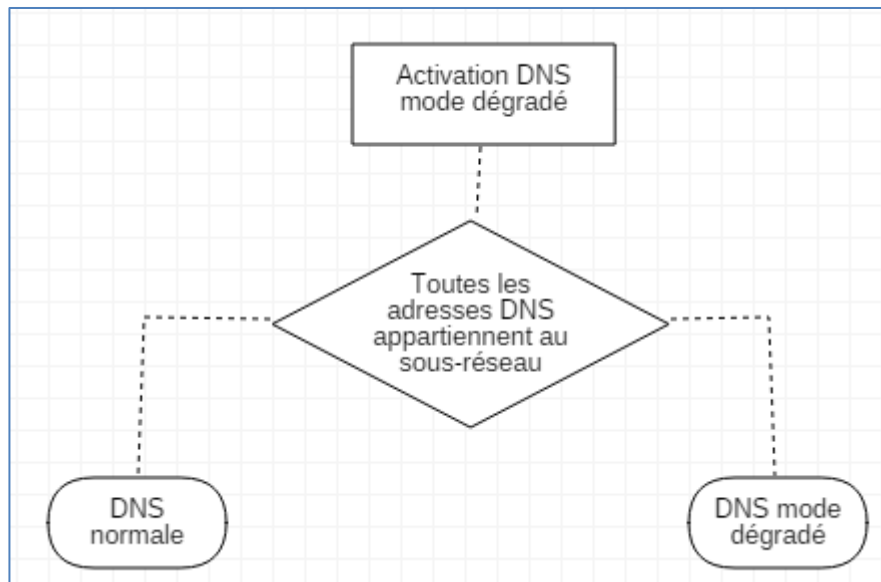 Activation DNS
mode dégradé
Toutes les
adresses DNS
appartiennent au
sous-réseau
DNS
normale
DNS mode
dégradé